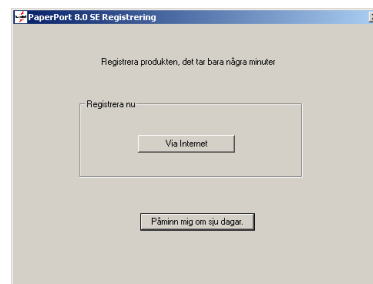 PaperPort 8.0 SE Registrering
Registrera produkten, det tar bara några minuter
Registrera nu
Via Internet
Påminn mig om sju dagar.